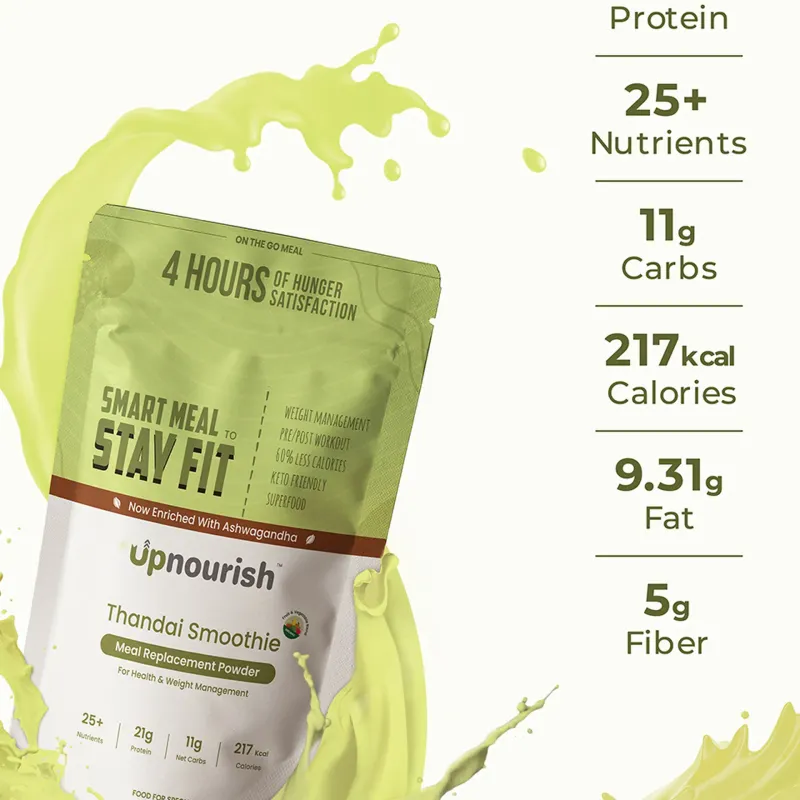 Protein
25+
Nutrients
11g
Carbs
217kcal
Calories
9.31g
Fat
5g
Fiber
ON THE GO MEAL
4 HOURS OF HUNGER
SATISFACTION
SMART MEAL TO
STAY FIT
WEIGHT MANAGEMENT
PRE/POST WORKOUT
60% LESS CALORIES
KETO FRIENDLY
SUPERFOOD
Now Enriched With Ashwagandha
upnourish™
Thandai Smoothie
Meal Replacement Powder
For Health & Weight Management
25+
Nutrients
21g
Protein
11g
Net Carbs
217 Kcal
Calories
FOOD FOR